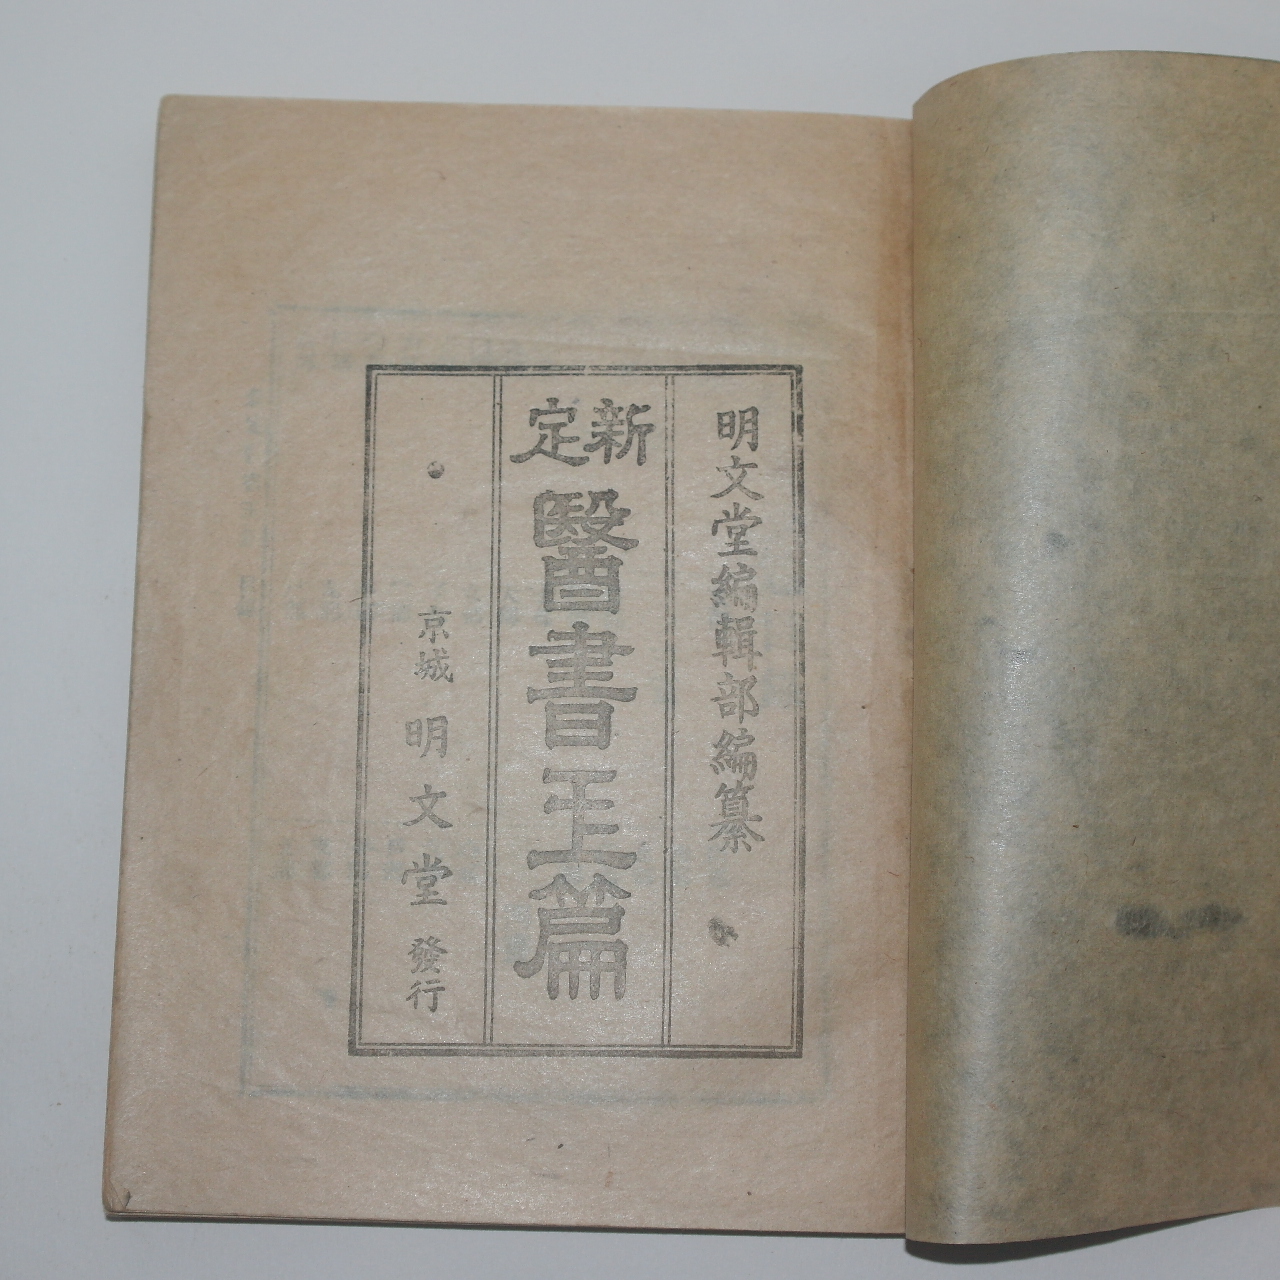 明文堂編輯部編纂
新定
醫書玉篇
京城 明文堂 發行